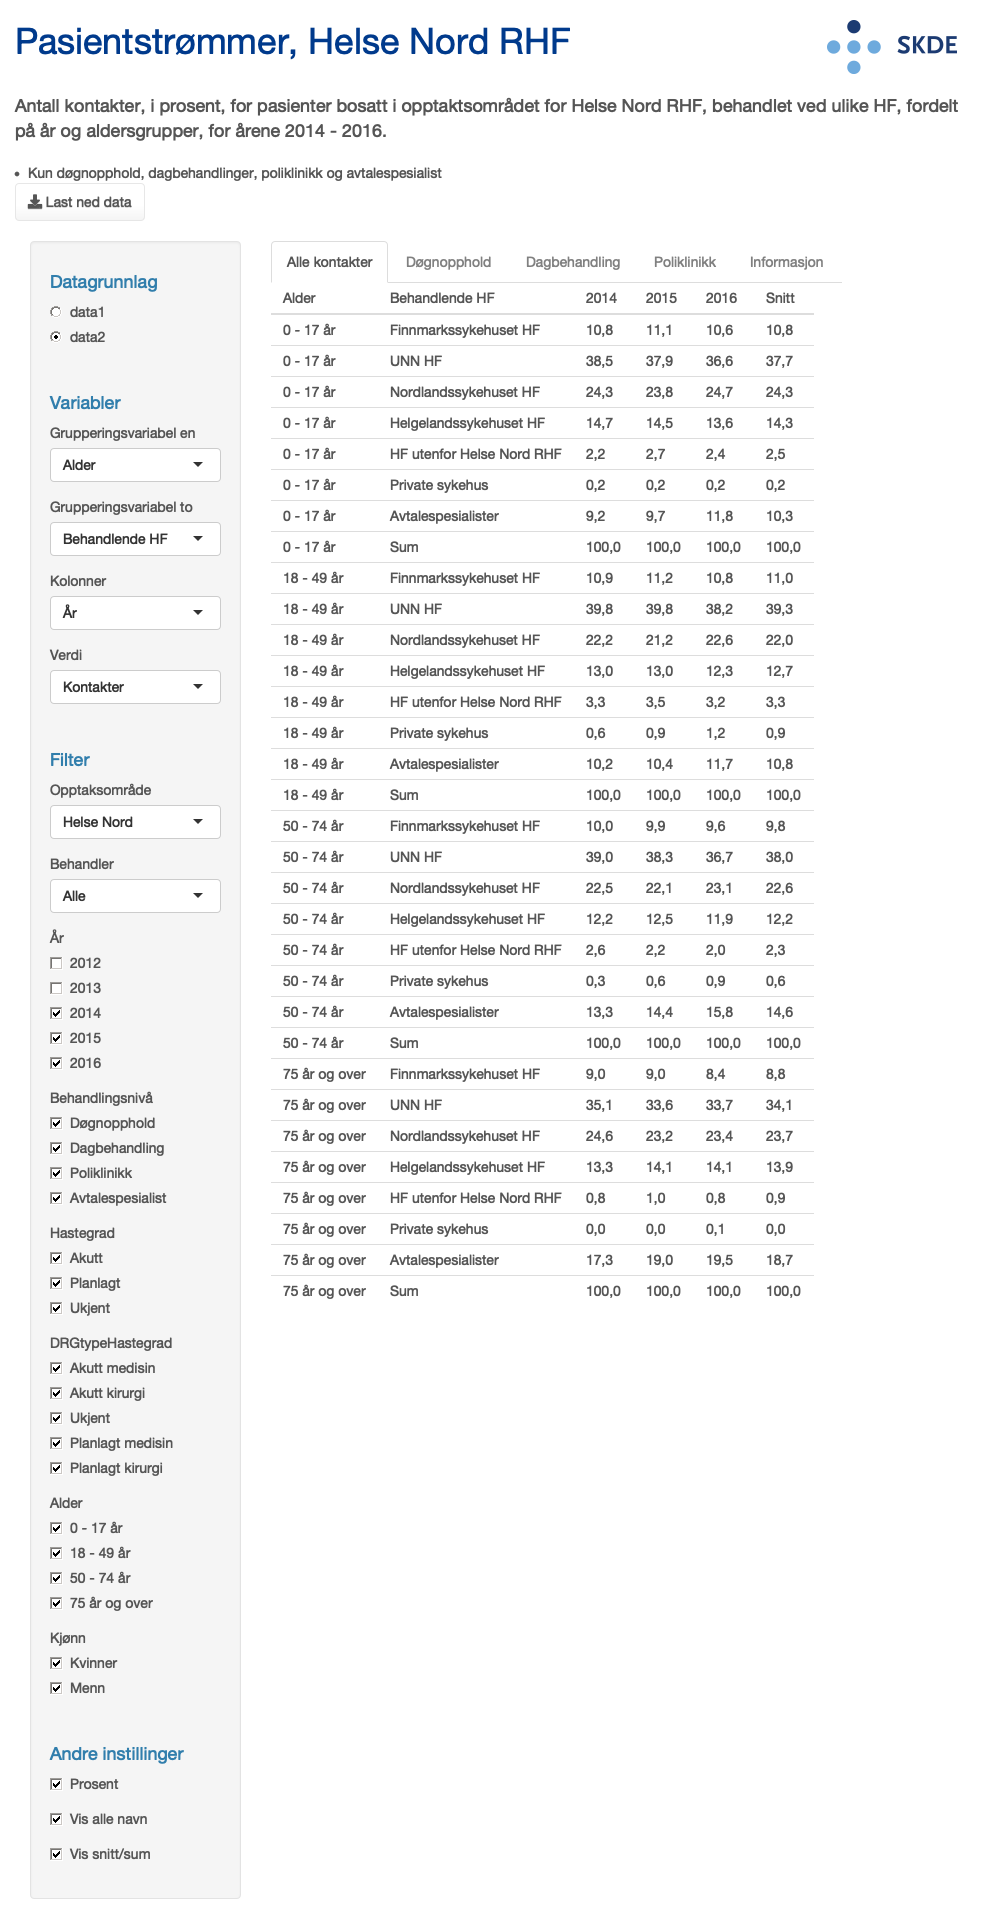 Pasientstrømmer, Helse Nord RHF
SKDE
Antall kontakter, i prosent, for pasienter bosatt i opptaktsområdet for Helse Nord RHF, behandlet ved ulike HF, fordelt
på år og aldersgrupper, for årene 2014 - 2016.
• Kun døgnopphold, dagbehandlinger, poliklinikk og avtalespesialist
Last ned data
Datagrunnlag
data1
data2
Variabler
Grupperingsvariabel en
Alder
Grupperingsvariabel to
Behandlende HF
Kolonner
År
Verdi
Kontakter
Filter
Opptaksområde
Helse Nord
Behandler
Alle
År
2012
2013
2014
2015
2016
Behandlingsnivå
Døgnopphold
Dagbehandling
Poliklinikk
Avtalespesialist
Hastegrad
Akutt
Planlagt
Ukjent
DRGtypeHastegrad
Akutt medisin
Akutt kirurgi
Ukjent
Planlagt medisin
Planlagt kirurgi
Alder
0 - 17 år
18 - 49 år
50 - 74 år
75 år og over
Kjønn
Kvinner
Menn
Andre instillinger
Prosent
Vis alle navn
Vis snitt/sum
Alle kontakter Døgnopphold Dagbehandling Poliklinikk Informasjon
Alder Behandlende HF 2014 2015 2016 Snitt
0 - 17 år Finnmarkssykehuset HF 10,8 11,1 10,6 10,8
0 - 17 år UNN HF 38,5 37,9 36,6 37,7
0 - 17 år Nordlandssykehuset HF 24,3 23,8 24,7 24,3
0 - 17 år Helgelandssykehuset HF 14,7 14,5 13,6 14,3
0 - 17 år HF utenfor Helse Nord RHF 2,2 2,7 2,4 2,5
0 - 17 år Private sykehus 0,2 0,2 0,2 0,2
0 - 17 år Avtalespesialister 9,2 9,7 11,8 10,3
0 - 17 år Sum 100,0 100,0 100,0 100,0
18 - 49 år Finnmarkssykehuset HF 10,9 11,2 10,8 11,0
18 - 49 år UNN HF 39,8 39,8 38,2 39,3
18 - 49 år Nordlandssykehuset HF 22,2 21,2 22,6 22,0
18 - 49 år Helgelandssykehuset HF 13,0 13,0 12,3 12,7
18 - 49 år HF utenfor Helse Nord RHF 3,3 3,5 3,2 3,3
18 - 49 år Private sykehus 0,6 0,9 1,2 0,9
18 - 49 år Avtalespesialister 10,2 10,4 11,7 10,8
18 - 49 år Sum 100,0 100,0 100,0 100,0
50 - 74 år Finnmarkssykehuset HF 10,0 9,9 9,6 9,8
50 - 74 år UNN HF 39,0 38,3 36,7 38,0
50 - 74 år Nordlandssykehuset HF 22,5 22,1 23,1 22,6
50 - 74 år Helgelandssykehuset HF 12,2 12,5 11,9 12,2
50 - 74 år HF utenfor Helse Nord RHF 2,6 2,2 2,0 2,3
50 - 74 år Private sykehus 0,3 0,6 0,9 0,6
50 - 74 år Avtalespesialister 13,3 14,4 15,8 14,6
50 - 74 år Sum 100,0 100,0 100,0 100,0
75 år og over Finnmarkssykehuset HF 9,0 9,0 8,4 8,8
75 år og over UNN HF 35,1 33,6 33,7 34,1
75 år og over Nordlandssykehuset HF 24,6 23,2 23,4 23,7
75 år og over Helgelandssykehuset HF 13,3 14,1 14,1 13,9
75 år og over HF utenfor Helse Nord RHF 0,8 1,0 0,8 0,9
75 år og over Private sykehus 0,0 0,0 0,1 0,0
75 år og over Avtalespesialister 17,3 19,0 19,5 18,7
75 år og over Sum 100,0 100,0 100,0 100,0